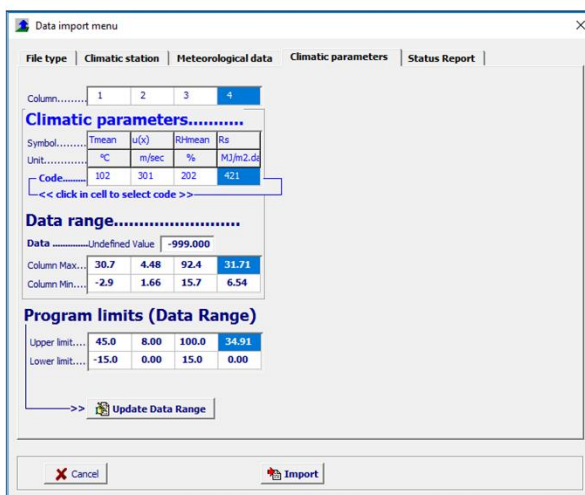 Data import menu
File type Climatic station Meteorological data Climatic parameters Status Report
Column......... 1 2 3 4
Climatic parameters...........
Symbol......... Tmean u(x) RHmean Rs
Unit............. °C m/sec % MJ/m2.da
Code......... 102 301 202 421
<< click in cell to select code >>
Data range.........................
Data .............Undefined Value -999.000
Column Max... 30.7 4.48 92.4 31.71
Column Min.... -2.9 1.66 15.7 6.54
Program limits (Data Range)
Upper limit.... 45.0 8.00 100.0 34.91
Lower limit.... -15.0 0.00 15.0 0.00
>> Update Data Range
Cancel Import